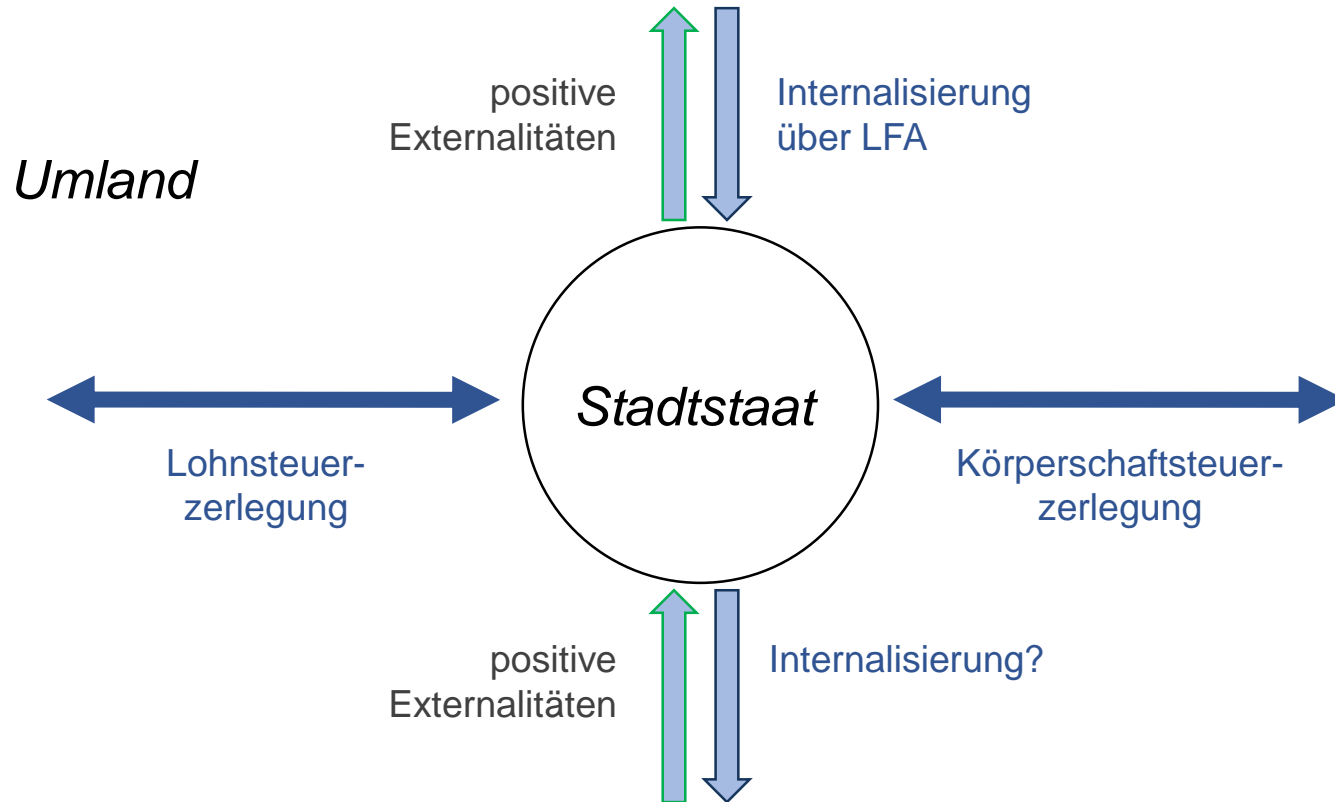 positive
Externalitäten
Internalisierung
über LFA
Umland
Stadtstaat
Lohnsteuer-
zerlegung
Körperschaftsteuer-
zerlegung
positive
Externalitäten
Internalisierung?